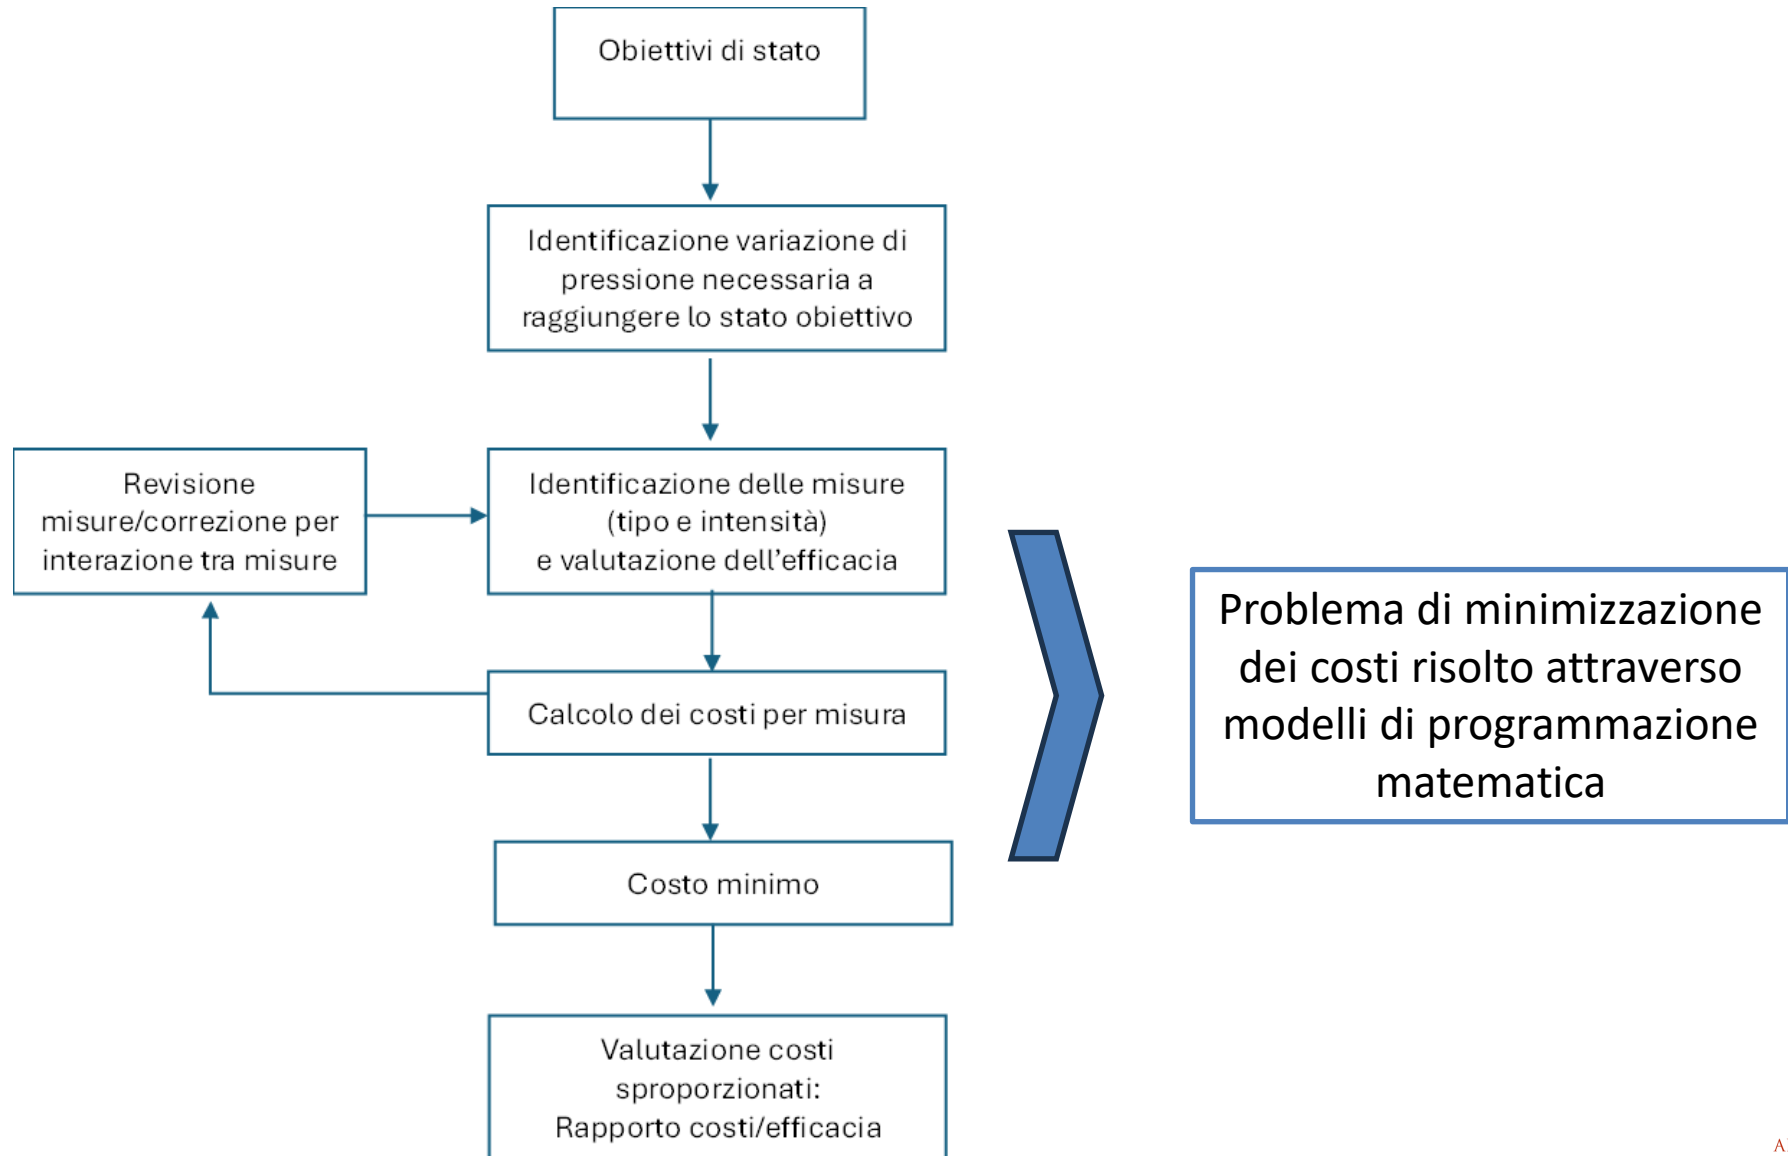 Obiettivi di stato
Identificazione variazione di
pressione necessaria a
raggiungere lo stato obiettivo
Revisione
misure/correzione per
interazione tra misure
Identificazione delle misure
(tipo e intensità)
e valutazione dell'efficacia
Calcolo dei costi per misura
Costo minimo
Valutazione costi
sproporzionati:
Rapporto costi/efficacia
Problema di minimizzazione
dei costi risolto attraverso
modelli di programmazione
matematica
A